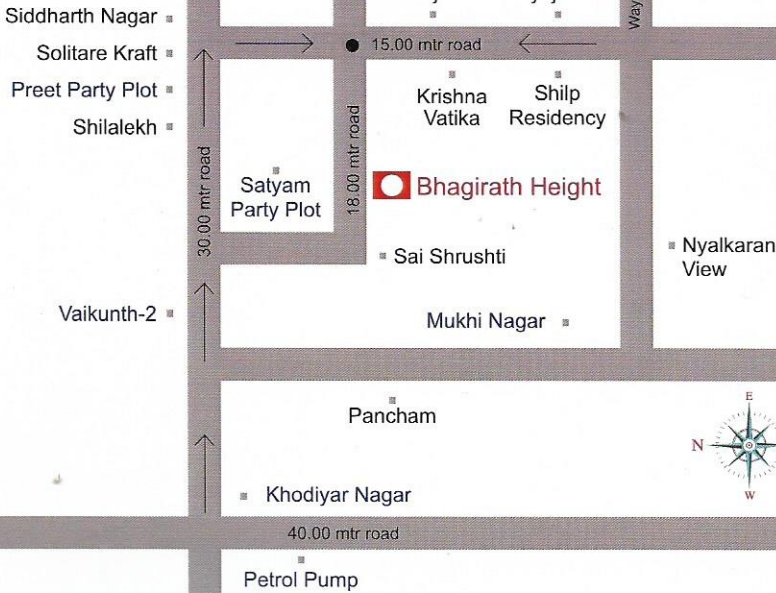 Siddharth Nagar
Way
15.00 mtr road
Solitare Kraft
Preet Party Plot
Krishna
Vatika
Shilp
Residency
Shilalekh
18.00 mtr road
30.00 mtr road
Satyam
Party Plot
Bhagirath Height
Sai Shrushti
Nyalkaran
View
Vaikunth-2
Mukhi Nagar
Pancham
E
N
W
Khodiyar Nagar
40.00 mtr road
Petrol Pump